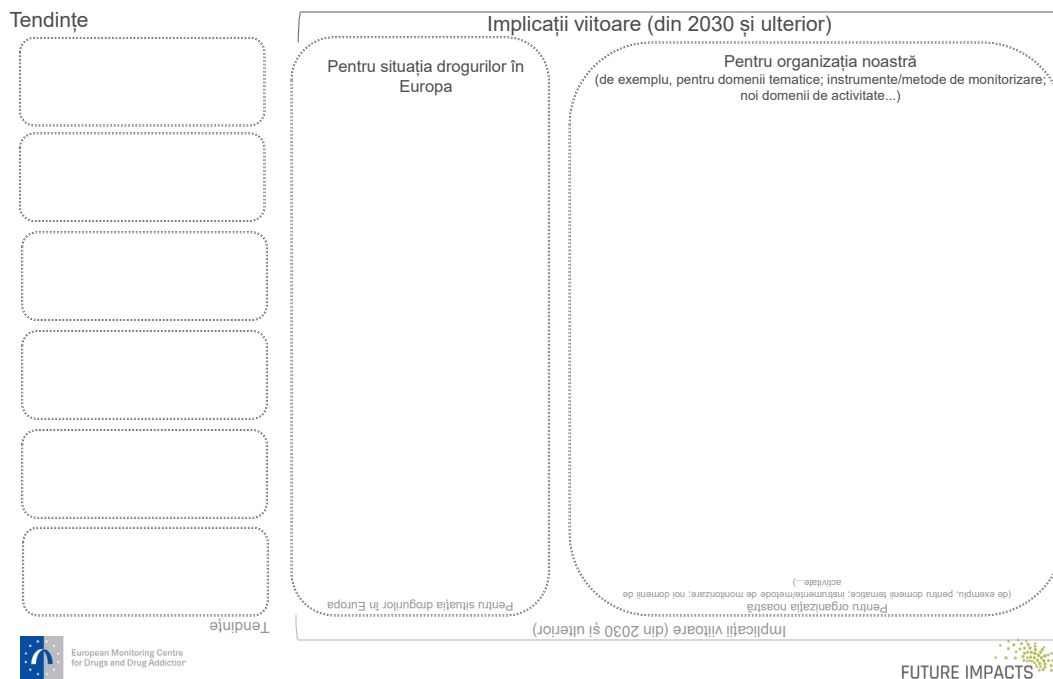 Tendințe
Implicații viitoare (din 2030 și ulterior)
Pentru situația drogurilor în
Europa
Pentru organizația noastră
(de exemplu, pentru domenii tematice; instrumente/metode de monitorizare;
noi domenii de activitate...)
activitate...)
(de exemplu, pentru domenii tematice; instrumente/metode de monitorizare; noi domenii de
Pentru organizația noastră
Pentru situația drogurilor în Europa
Tendințe
Implicații viitoare (din 2030 și ulterior)
European Monitoring Centre
for Drugs and Drug Addiction
FUTURE IMPACTS